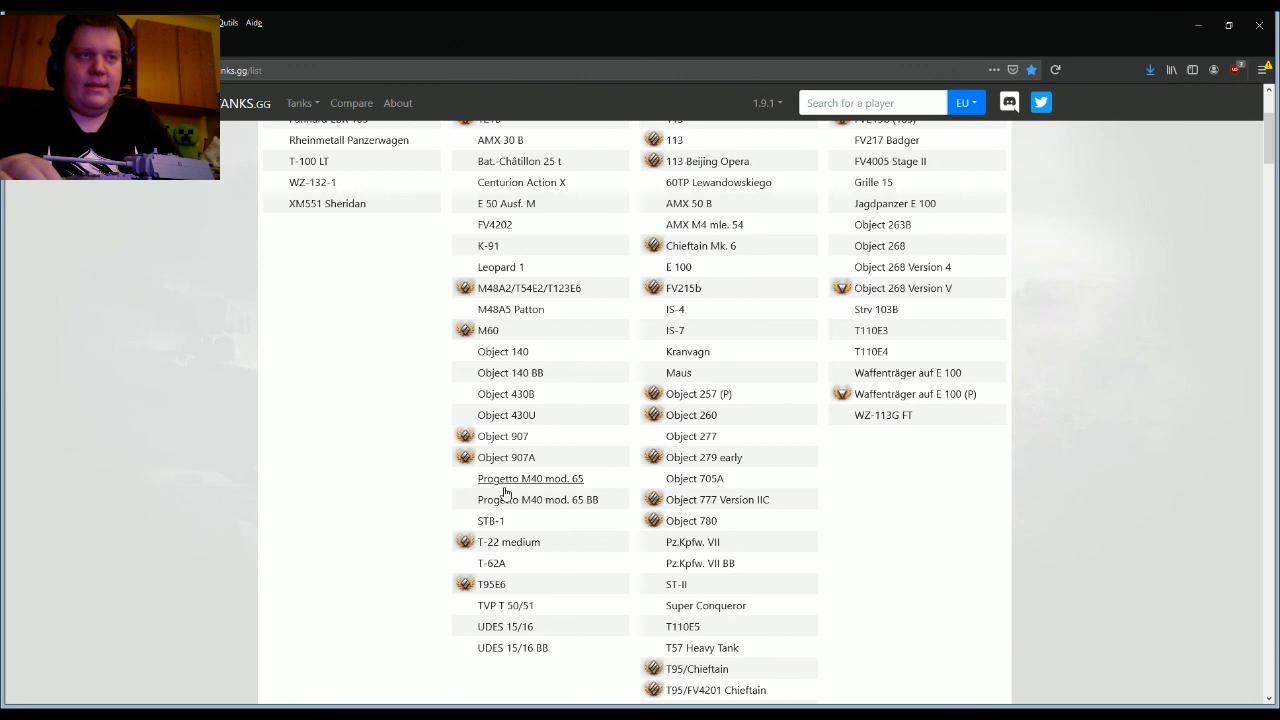 Outils Aide
anks.gg/list
3
TANKS.GG
Tanks
Compare
About
1.9.1
Search for a player
EU
Rheinmetall Panzerwagen
T-100 LT
WZ-132-1
XM551 Sheridan
AMX 30 B
Bat.-Châtillon 25 t
Centurion Action X
E 50 Ausf. M
FV4202
K-91
Leopard 1
M48A2/T54E2/T123E6
M48A5 Patton
M60
Object 140
Object 140 BB
Object 430B
Object 430U
Object 907
Object 907A
Progetto M40 mod. 65
Progetto M40 mod. 65 BB
STB-1
T-22 medium
T-62A
T95E6
TVP T 50/51
UDES 15/16
UDES 15/16 BB
113
113 Beijing Opera
60TP Lewandowskiego
AMX 50 B
AMX M4 mle. 54
Chieftain Mk. 6
E 100
FV215b
IS-4
IS-7
Kranvagn
Maus
Object 257 (P)
Object 260
Object 277
Object 279 early
Object 705A
Object 777 Version IIC
Object 780
Pz.Kpfw. VII
Pz.Kpfw. VII BB
ST-II
Super Conqueror
T110E5
T57 Heavy Tank
T95/Chieftain
T95/FV4201 Chieftain
FV217 Badger
FV4005 Stage II
Grille 15
Jagdpanzer E 100
Object 263B
Object 268
Object 268 Version 4
Object 268 Version V
Strv 103B
T110E3
T110E4
Waffenträger auf E 100
Waffenträger auf E 100 (P)
WZ-113G FT